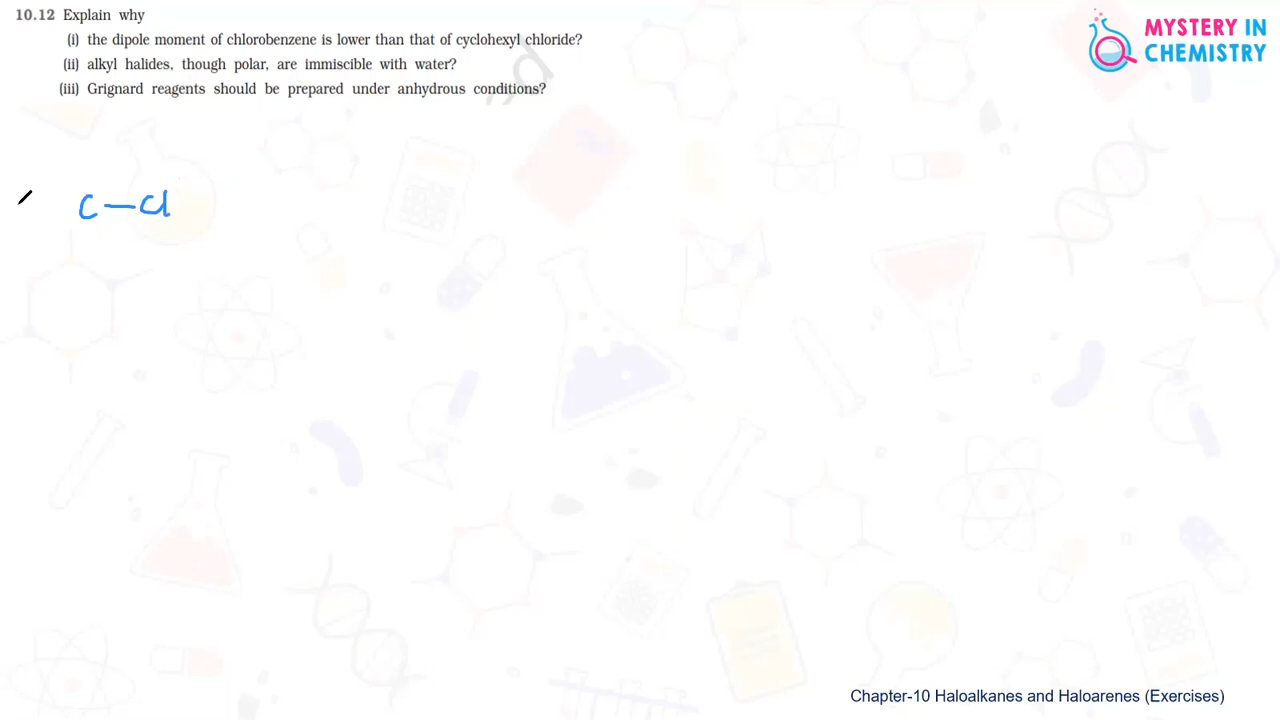 10.12 Explain why
(i) the dipole moment of chlorobenzene is lower than that of cyclohexyl chloride?
(ii) alkyl halides, though polar, are immiscible with water?
(iii) Grignard reagents should be prepared under anhydrous conditions?
MYSTERY IN
CHEMISTRY
C—Cl
Chapter-10 Haloalkanes and Haloarenes (Exercises)